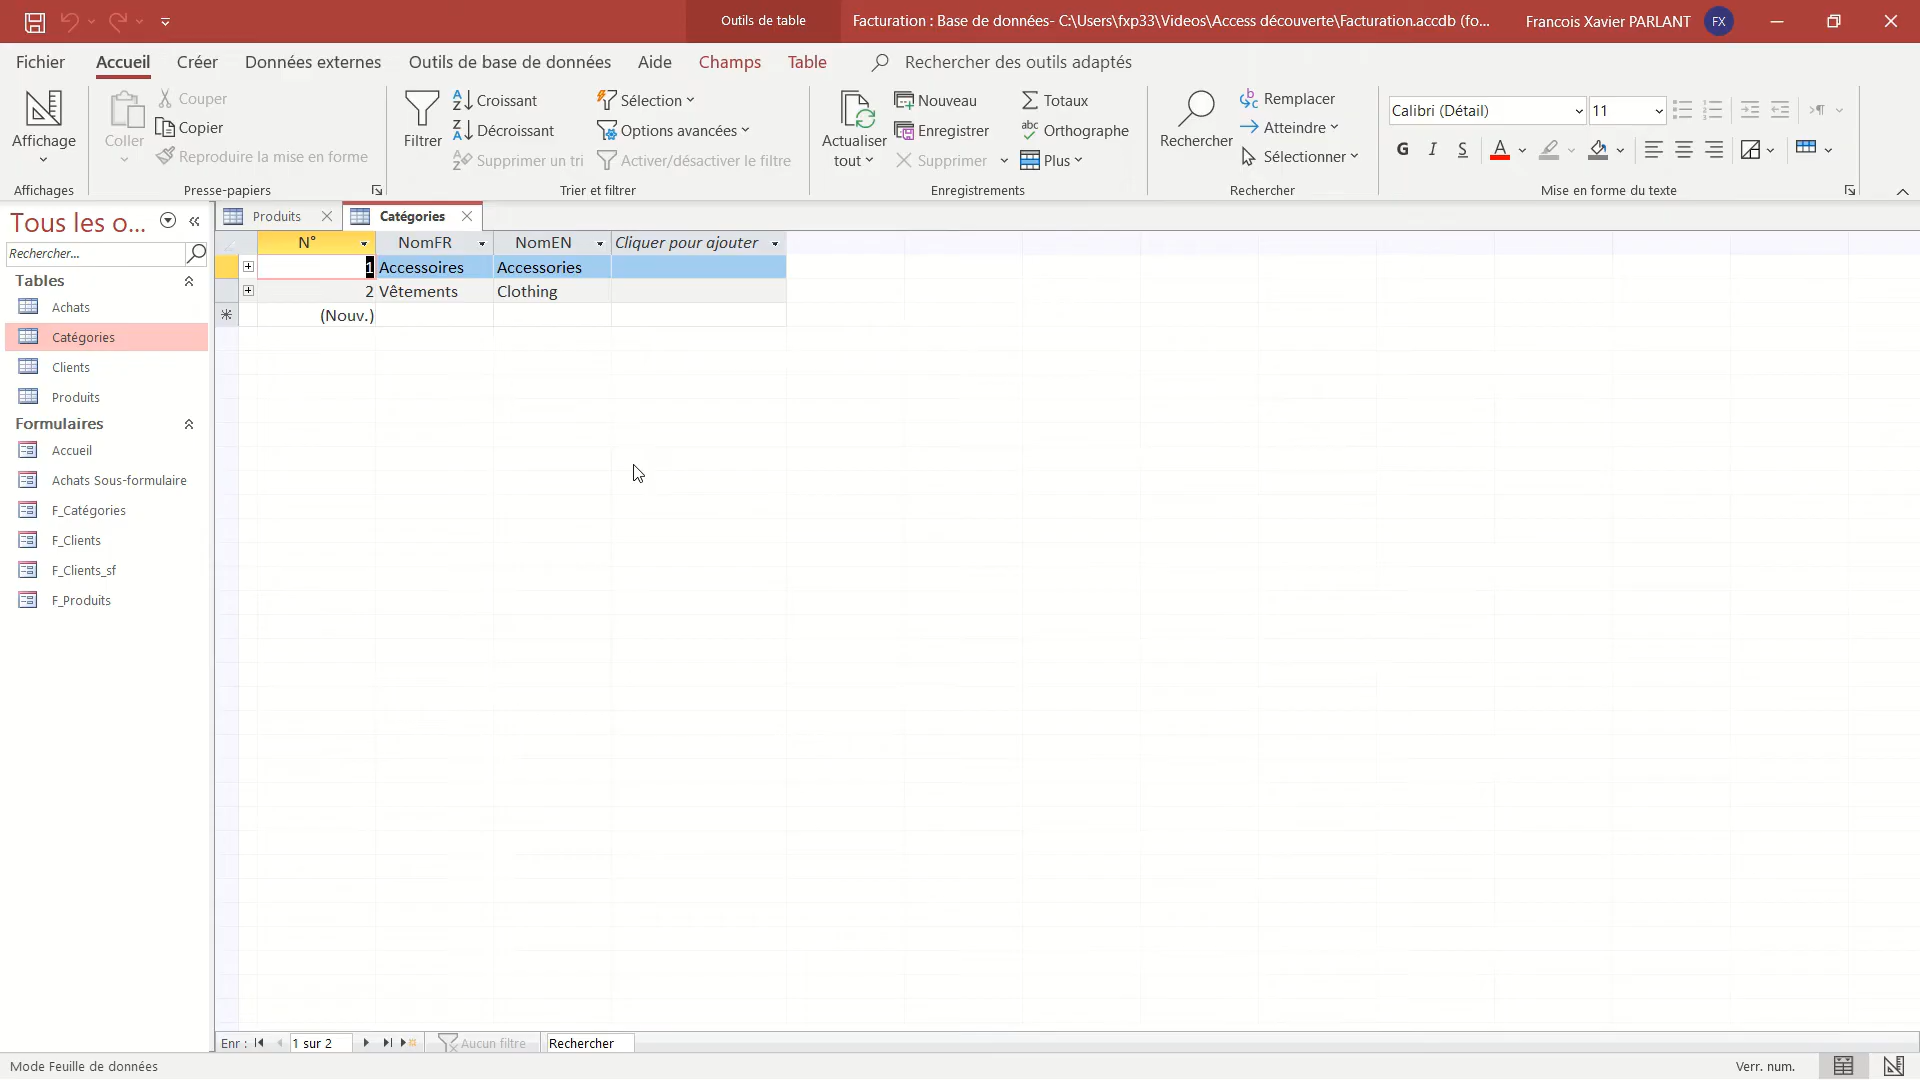 Outils de table
Facturation : Base de données- C:\Users\fxp33\Videos\Access découverte\Facturation.accdb (fo...
Francois Xavier PARLANT
FX
Fichier
Accueil
Créer
Données externes
Outils de base de données
Aide
Champs
Table
Rechercher des outils adaptés
Affichage
Affichages
Coller
Couper
Copier
Reproduire la mise en forme
Presse-papiers
Filtrer
Croissant
Décroissant
Supprimer un tri
Sélection
Options avancées
Activer/désactiver le filtre
Trier et filtrer
Actualiser
tout
Nouveau
Enregistrer
Supprimer
Totaux
Orthographe
Plus
Enregistrements
Rechercher
Remplacer
Atteindre
Sélectionner
Rechercher
Calibri (Détail)
11
G I S
Mise en forme du texte
Tous les o...
Rechercher...
Tables
Achats
Catégories
Clients
Produits
Formulaires
Accueil
Achats Sous-formulaire
F_Catégories
F_Clients
F_Clients_sf
F_Produits
Produits
Catégories
N° NomFR NomEN Cliquer pour ajouter
1 Accessoires Accessories
2 Vêtements Clothing
(Nouv.)
Enr : 1 sur 2 Aucun filtre Rechercher
Mode Feuille de données
Verr. num.